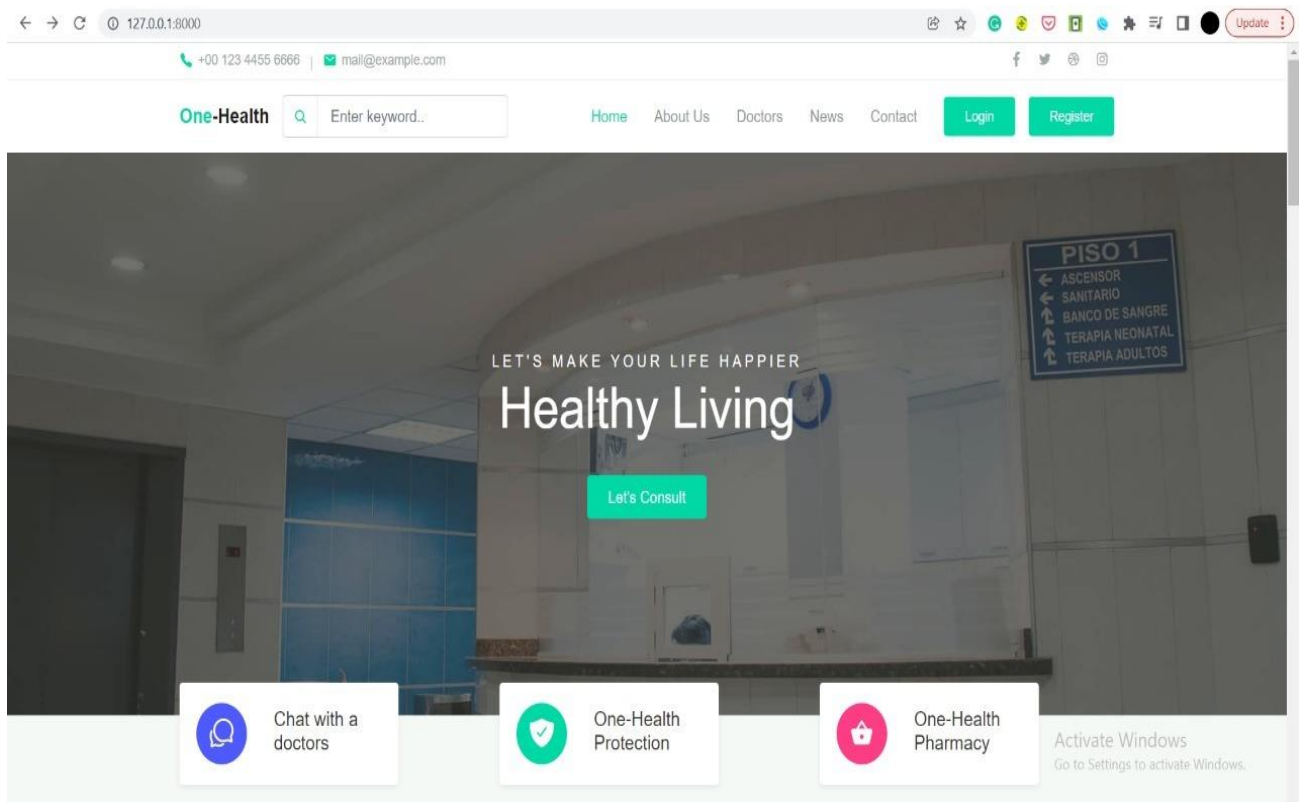 127.0.0.1:8000
Update
+00 123 4455 6666 | mail@example.com
One-Health
Enter keyword..
Home About Us Doctors News Contact Login Register
PISO 1
ASCENSOR
SANITARIO
BANCO DE SANGRE
TERAPIA NEONATAL
TERAPIA ADULTOS
LET'S MAKE YOUR LIFE HAPPIER
Healthy Living
Let's Consult
Chat with a
doctors
One-Health
Protection
One-Health
Pharmacy
Activate Windows
Go to Settings to activate Windows.